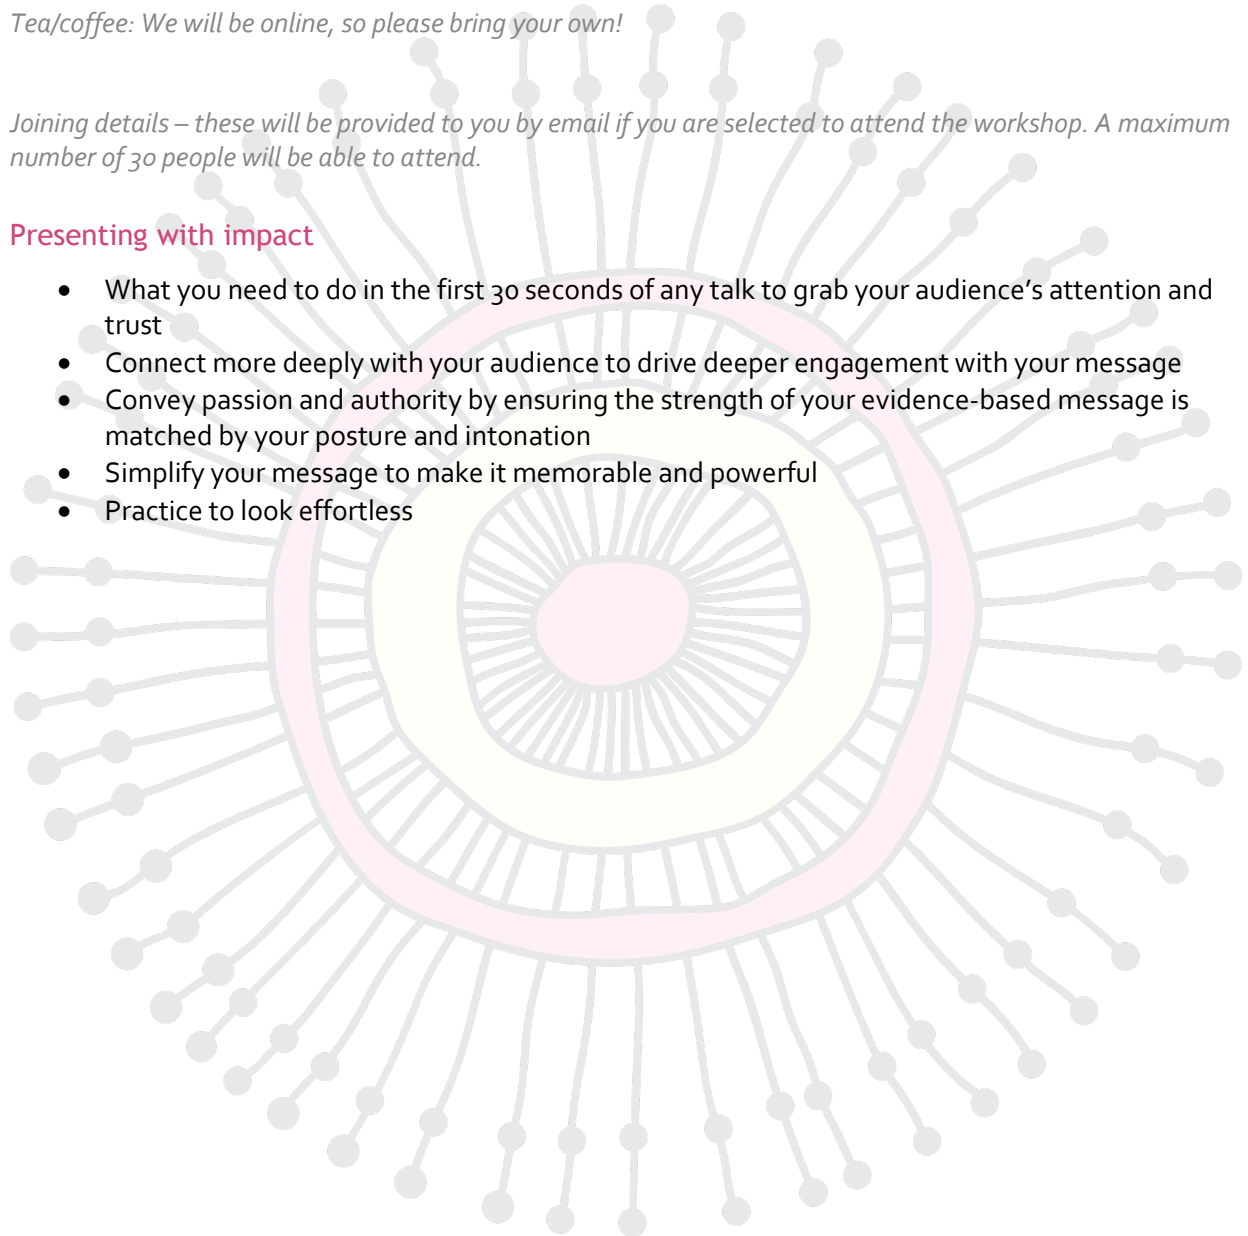 Tea/coffee: We will be online, so please bring your own!
Joining details – these will be provided to you by email if you are selected to attend the workshop. A maximum
number of 30 people will be able to attend.
Presenting with impact
• What you need to do in the first 30 seconds of any talk to grab your audience’s attention and
trust
• Connect more deeply with your audience to drive deeper engagement with your message
• Convey passion and authority by ensuring the strength of your evidence-based message is
matched by your posture and intonation
• Simplify your message to make it memorable and powerful
• Practice to look effortless